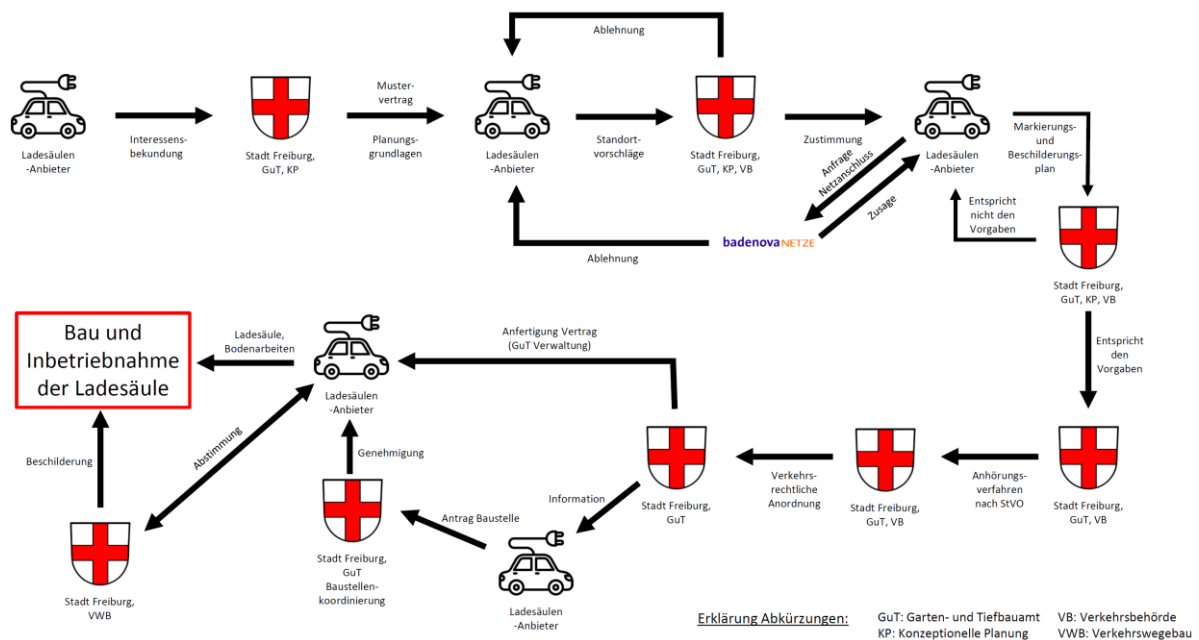 Ablehnung
Ladesäulen
-Anbieter
Interessens-
bekundung
Stadt Freiburg,
GuT, KP
Muster-
vertrag
Planungs-
grundlagen
Ladesäulen
-Anbieter
Standort-
vorschläge
Stadt Freiburg,
GuT, KP, VB
Zustimmung
Ladesäulen
-Anbieter
Anfrage
Netzanschluss
Zusage
badenovaNETZE
Ablehnung
Markierungs-
und
Beschilderungs-
plan
Entspricht
nicht den
Vorgaben
Stadt Freiburg,
GuT, KP, VB
Entspricht
den
Vorgaben
Stadt Freiburg,
GuT, VB
Anhörungs-
verfahren
nach StVO
Stadt Freiburg,
GuT, VB
Verkehrs-
rechtliche
Anordnung
Stadt Freiburg,
GuT
Anfertigung Vertrag
(GuT Verwaltung)
Information
Ladesäulen
-Anbieter
Antrag Baustelle
Stadt Freiburg,
GuT
Baustellen-
koordinierung
Genehmigung
Ladesäulen
-Anbieter
Abstimmung
Stadt Freiburg,
VWB
Beschilderung
Ladesäule,
Bodenarbeiten
Bau und
Inbetriebnahme
der Ladesäule
Erklärung Abkürzungen:
GuT: Garten- und Tiefbauamt
VB: Verkehrsbehörde
KP: Konzeptionelle Planung
VWB: Verkehrswegebau